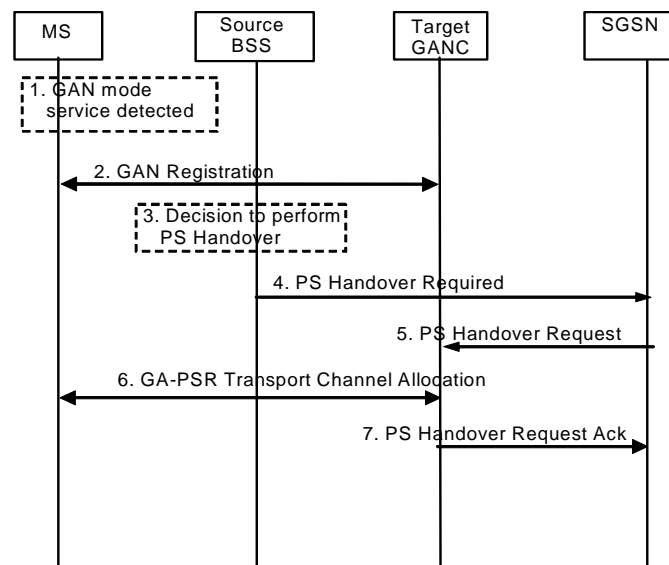 MS
Source
BSS
Target
GANC
SGSN
1. GAN mode
service detected
2. GAN Registration
3. Decision to perform
PS Handover
4. PS Handover Required
5. PS Handover Request
6. GA-PSR Transport Channel Allocation
7. PS Handover Request Ack